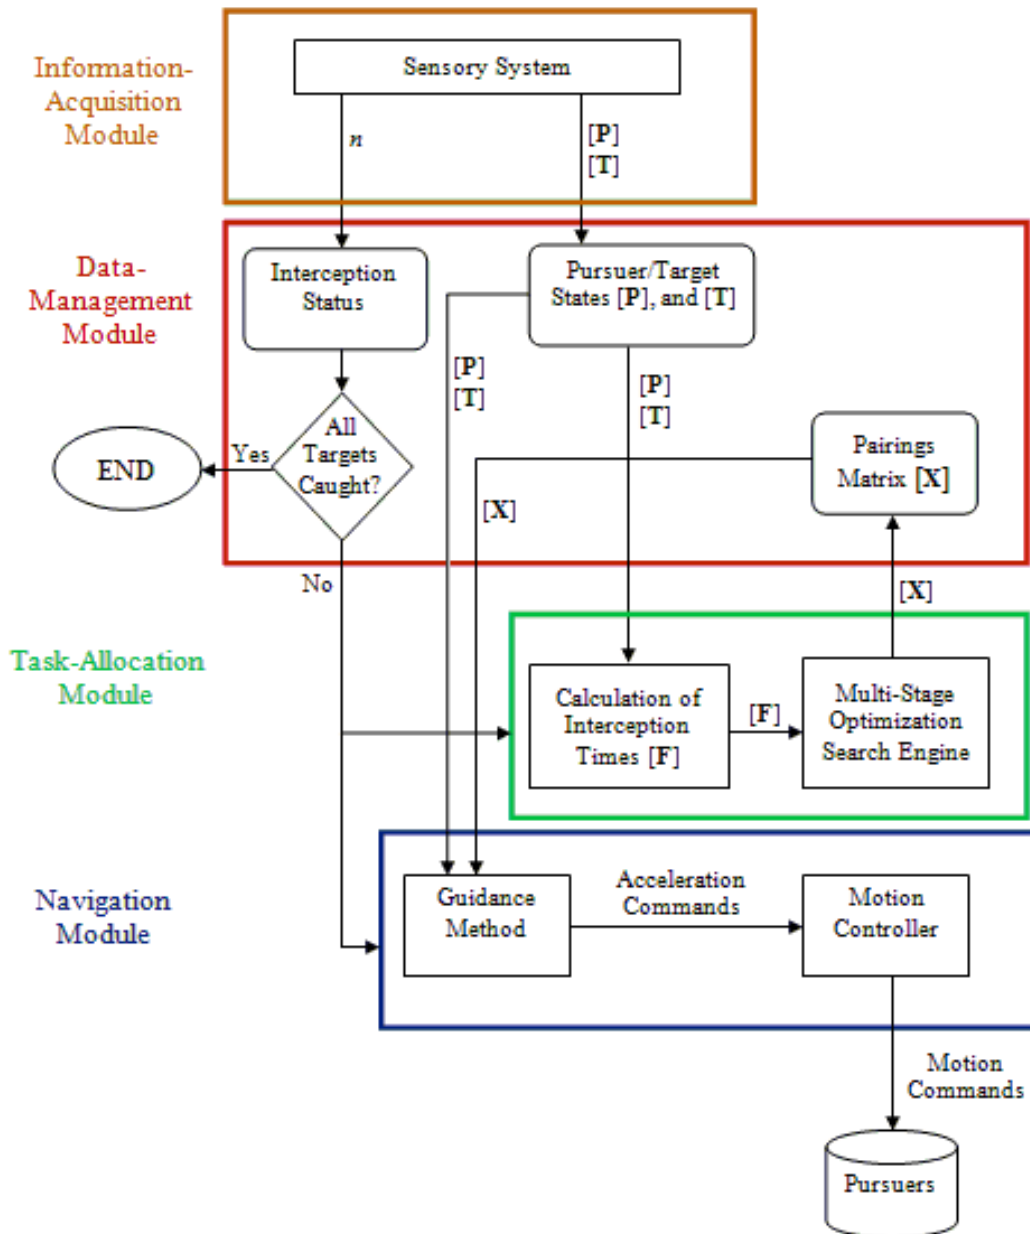 Information-
Acquisition
Module
Sensory System
n
[P]
[T]
Data-
Management
Module
Interception
Status
Pursuer/Target
States [P], and [T]
[P]
[T]
[P]
[T]
All
Targets
Caught?
Yes
END
Pairings
Matrix [X]
[X]
No
[X]
Task-Allocation
Module
Calculation of
Interception
Times [F]
[F]
Multi-Stage
Optimization
Search Engine
Navigation
Module
Guidance
Method
Acceleration
Commands
Motion
Controller
Motion
Commands
Pursuers